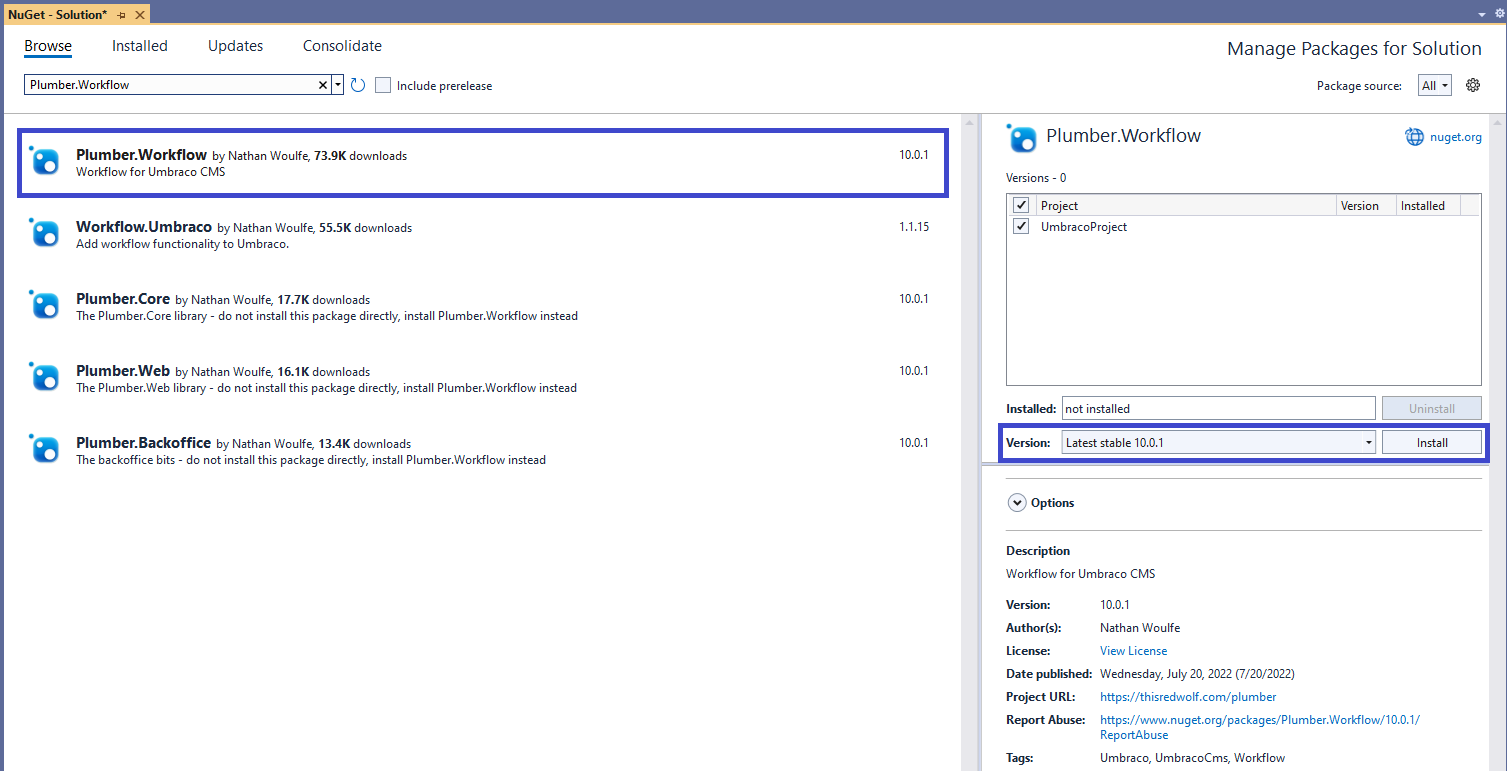 NuGet - Solution*
Browse Installed Updates Consolidate
Manage Packages for Solution
Plumber.Workflow
Include prerelease
Package source: All
Plumber.Workflow by Nathan Woulfe, 73.9K downloads 10.0.1
Workflow for Umbraco CMS
Workflow.Umbraco by Nathan Woulfe, 55.5K downloads 1.1.15
Add workflow functionality to Umbraco.
Plumber.Core by Nathan Woulfe, 17.7K downloads 10.0.1
The Plumber.Core library - do not install this package directly, install Plumber.Workflow instead
Plumber.Web by Nathan Woulfe, 16.1K downloads 10.0.1
The Plumber.Web library - do not install this package directly, install Plumber.Workflow instead
Plumber.Backoffice by Nathan Woulfe, 13.4K downloads 10.0.1
The backoffice bits - do not install this package directly, install Plumber.Workflow instead
Plumber.Workflow nuget.org
Versions - 0
Project Version Installed
UmbracoProject
Installed: not installed Uninstall
Version: Latest stable 10.0.1 Install
Options
Description
Workflow for Umbraco CMS
Version: 10.0.1
Author(s): Nathan Woulfe
License: View License
Date published: Wednesday, July 20, 2022 (7/20/2022)
Project URL: https://thisredwolf.com/plumber
Report Abuse: https://www.nuget.org/packages/Plumber.Workflow/10.0.1/
ReportAbuse
Tags: Umbraco, UmbracoCms, Workflow